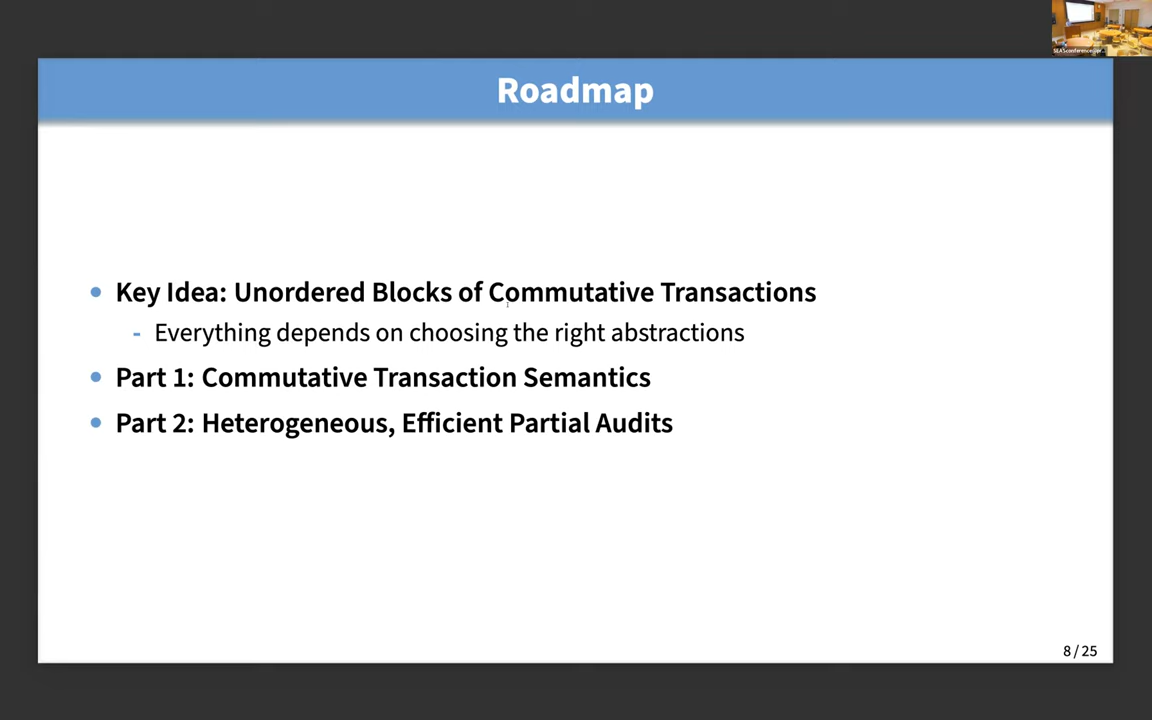 Roadmap
Key Idea: Unordered Blocks of Commutative Transactions
- Everything depends on choosing the right abstractions
Part 1: Commutative Transaction Semantics
Part 2: Heterogeneous, Efficient Partial Audits
8 / 25